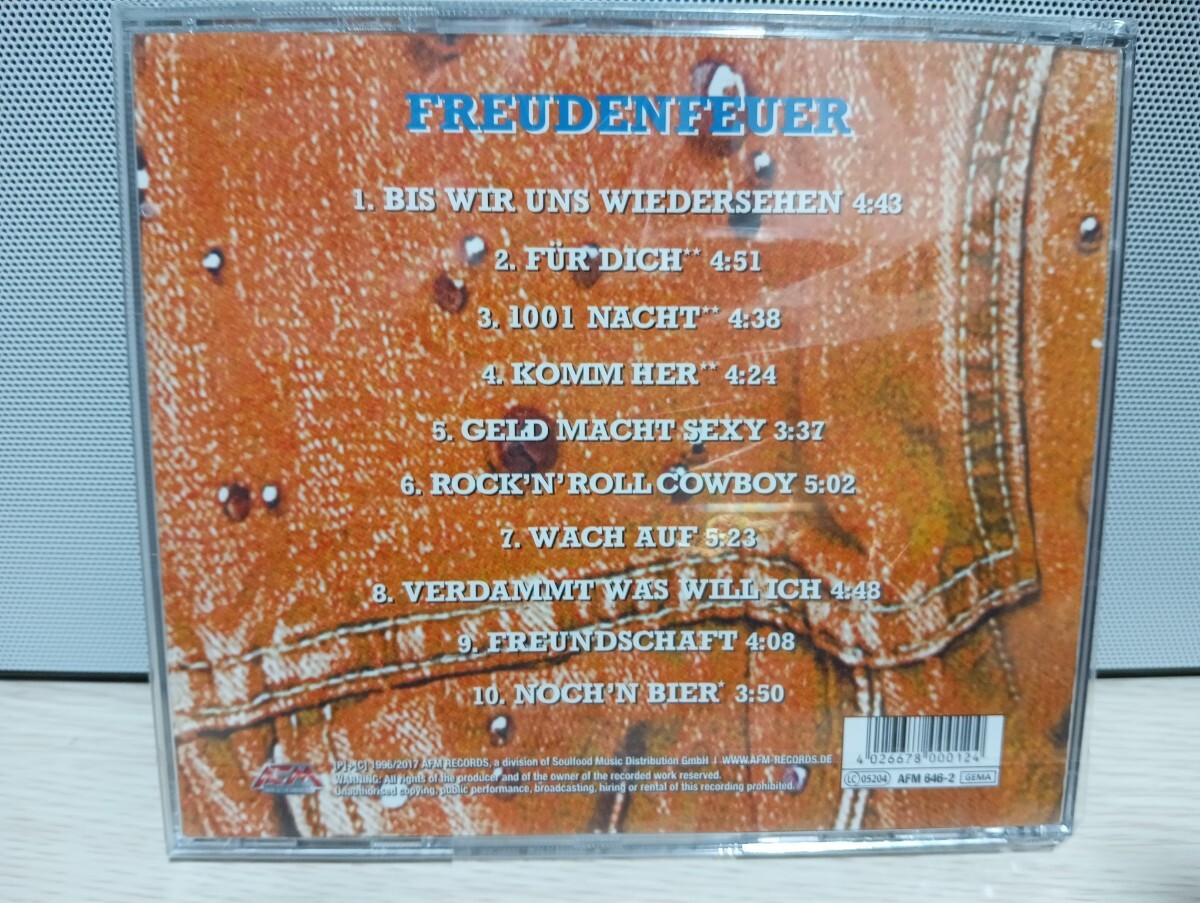 FREUDENFEUER
1. BIS WIR UNS WIEDERSEHEN 4:43
2. FÜR DICH** 4:51
3. 1001 NACHT** 4:38
4. KOMM HER** 4:24
5. GELD MACHT SEXY 3:37
6. ROCK'N'ROLL COWBOY 5:02
7. WACH AUF 5:23
8. VERDAMMT WAS WILL ICH 4:48
9. FREUNDSCHAFT 4:08
10. NOCH'N BIER* 3:50
(P)+(C) 1996/2017 AFM RECORDS, a division of Soulfood Music Distribution GmbH | WWW.AFM-RECORDS.DE
WARNING: All rights of the producer and of the owner of the recorded work reserved.
Unauthorised copying, public performance, broadcasting, hiring or rental of this recording prohibited.
4 026678 000124
LC 05204 AFM 646-2 GEMA